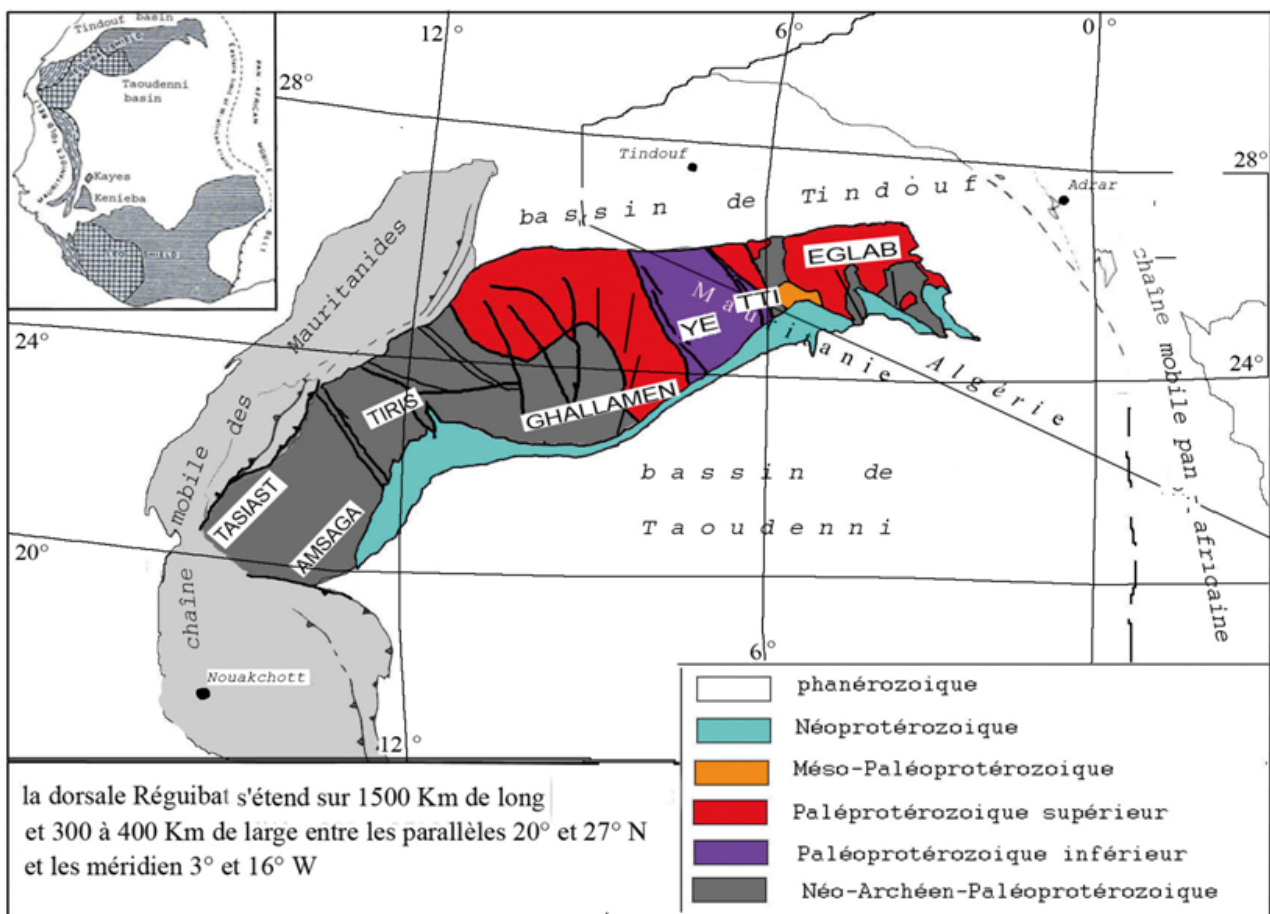 Tindouf basin
Taoudenni
basin
Kayes
Kenieba
PAN - AFRICAN
BELT
12°
6°
0°
28°
Tindouf
28°
bassin de Tindouf
Adrar
chaîne mobile des Mauritanides
chaîne mobile pan - africaine
EGLAB
TTI
YE
Mauritanie
Algérie
24°
24°
GHALLAMEN
TIRIS
TASIAST
AMSAGA
bassin de
Taoudenni
20°
6°
Nouakchott
12°
phanérozoique
Néoprotérozoique
Méso-Paléoprotérozoique
Paléprotérozoique supérieur
Paléoprotérozoique inférieur
Néo-Archéen-Paléoprotérozoique
la dorsale Réguibat s'étend sur 1500 Km de long
et 300 à 400 Km de large entre les parallèles 20° et 27° N
et les méridien 3° et 16° W